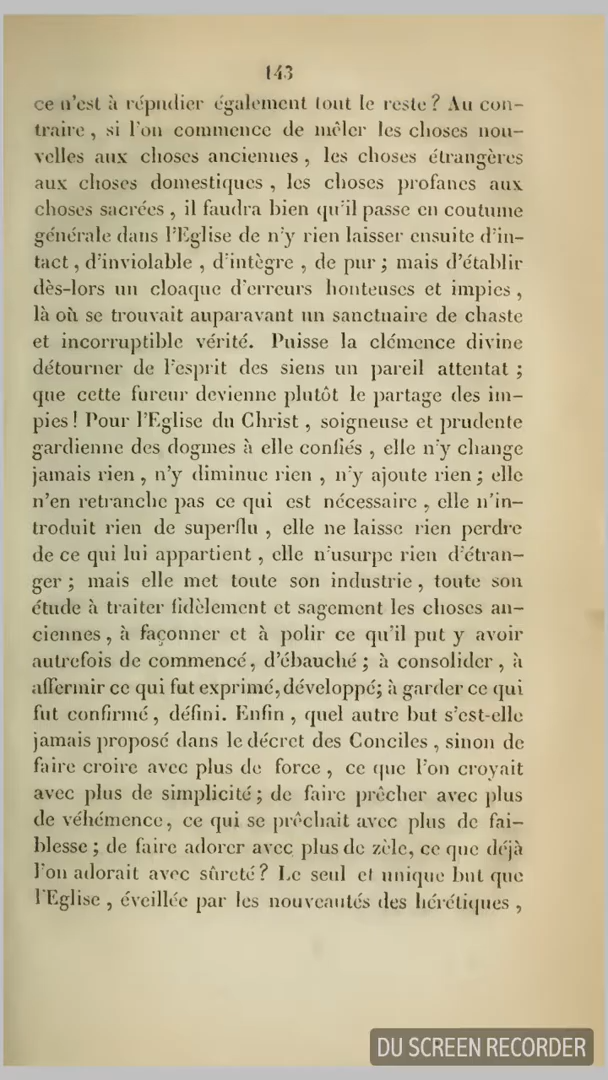 143
ce n'est à répudier également tout le reste ? Au con-
traire , si l'on commence de mêler les choses nou-
velles aux choses anciennes , les choses étrangères
aux choses domestiques , les choses profanes aux
choses sacrées , il faudra bien qu'il passe en coutume
générale dans l'Eglise de n'y rien laisser ensuite d'in-
tact , d'inviolable , d'intègre , de pur ; mais d'établir
dès-lors un cloaque d'erreurs honteuses et impies ,
là où se trouvait auparavant un sanctuaire de chaste
et incorruptible vérité. Puisse la clémence divine
détourner de l'esprit des siens un pareil attentat ;
que cette fureur devienne plutôt le partage des im-
pies ! Pour l'Eglise du Christ , soigneuse et prudente
gardienne des dogmes à elle confiés , elle n'y change
jamais rien , n'y diminue rien , n'y ajoute rien ; elle
n'en retranche pas ce qui est nécessaire , elle n'in-
troduit rien de superflu , elle ne laisse rien perdre
de ce qui lui appartient , elle n'usurpe rien d'étran-
ger ; mais elle met toute son industrie , toute son
étude à traiter fidèlement et sagement les choses an-
ciennes , à façonner et à polir ce qu'il put y avoir
autrefois de commencé, d'ébauché ; à consolider , à
affermir ce qui fut exprimé, développé; à garder ce qui
fut confirmé , défini. Enfin , quel autre but s'est-elle
jamais proposé dans le décret des Conciles , sinon de
faire croire avec plus de force , ce que l'on croyait
avec plus de simplicité ; de faire prêcher avec plus
de véhémence, ce qui se prêchait avec plus de fai-
blesse ; de faire adorer avec plus de zèle, ce que déjà
l'on adorait avec sûreté ? Le seul et unique but que
l'Eglise , éveillée par les nouveautés des hérétiques ,
DU SCREEN RECORDER